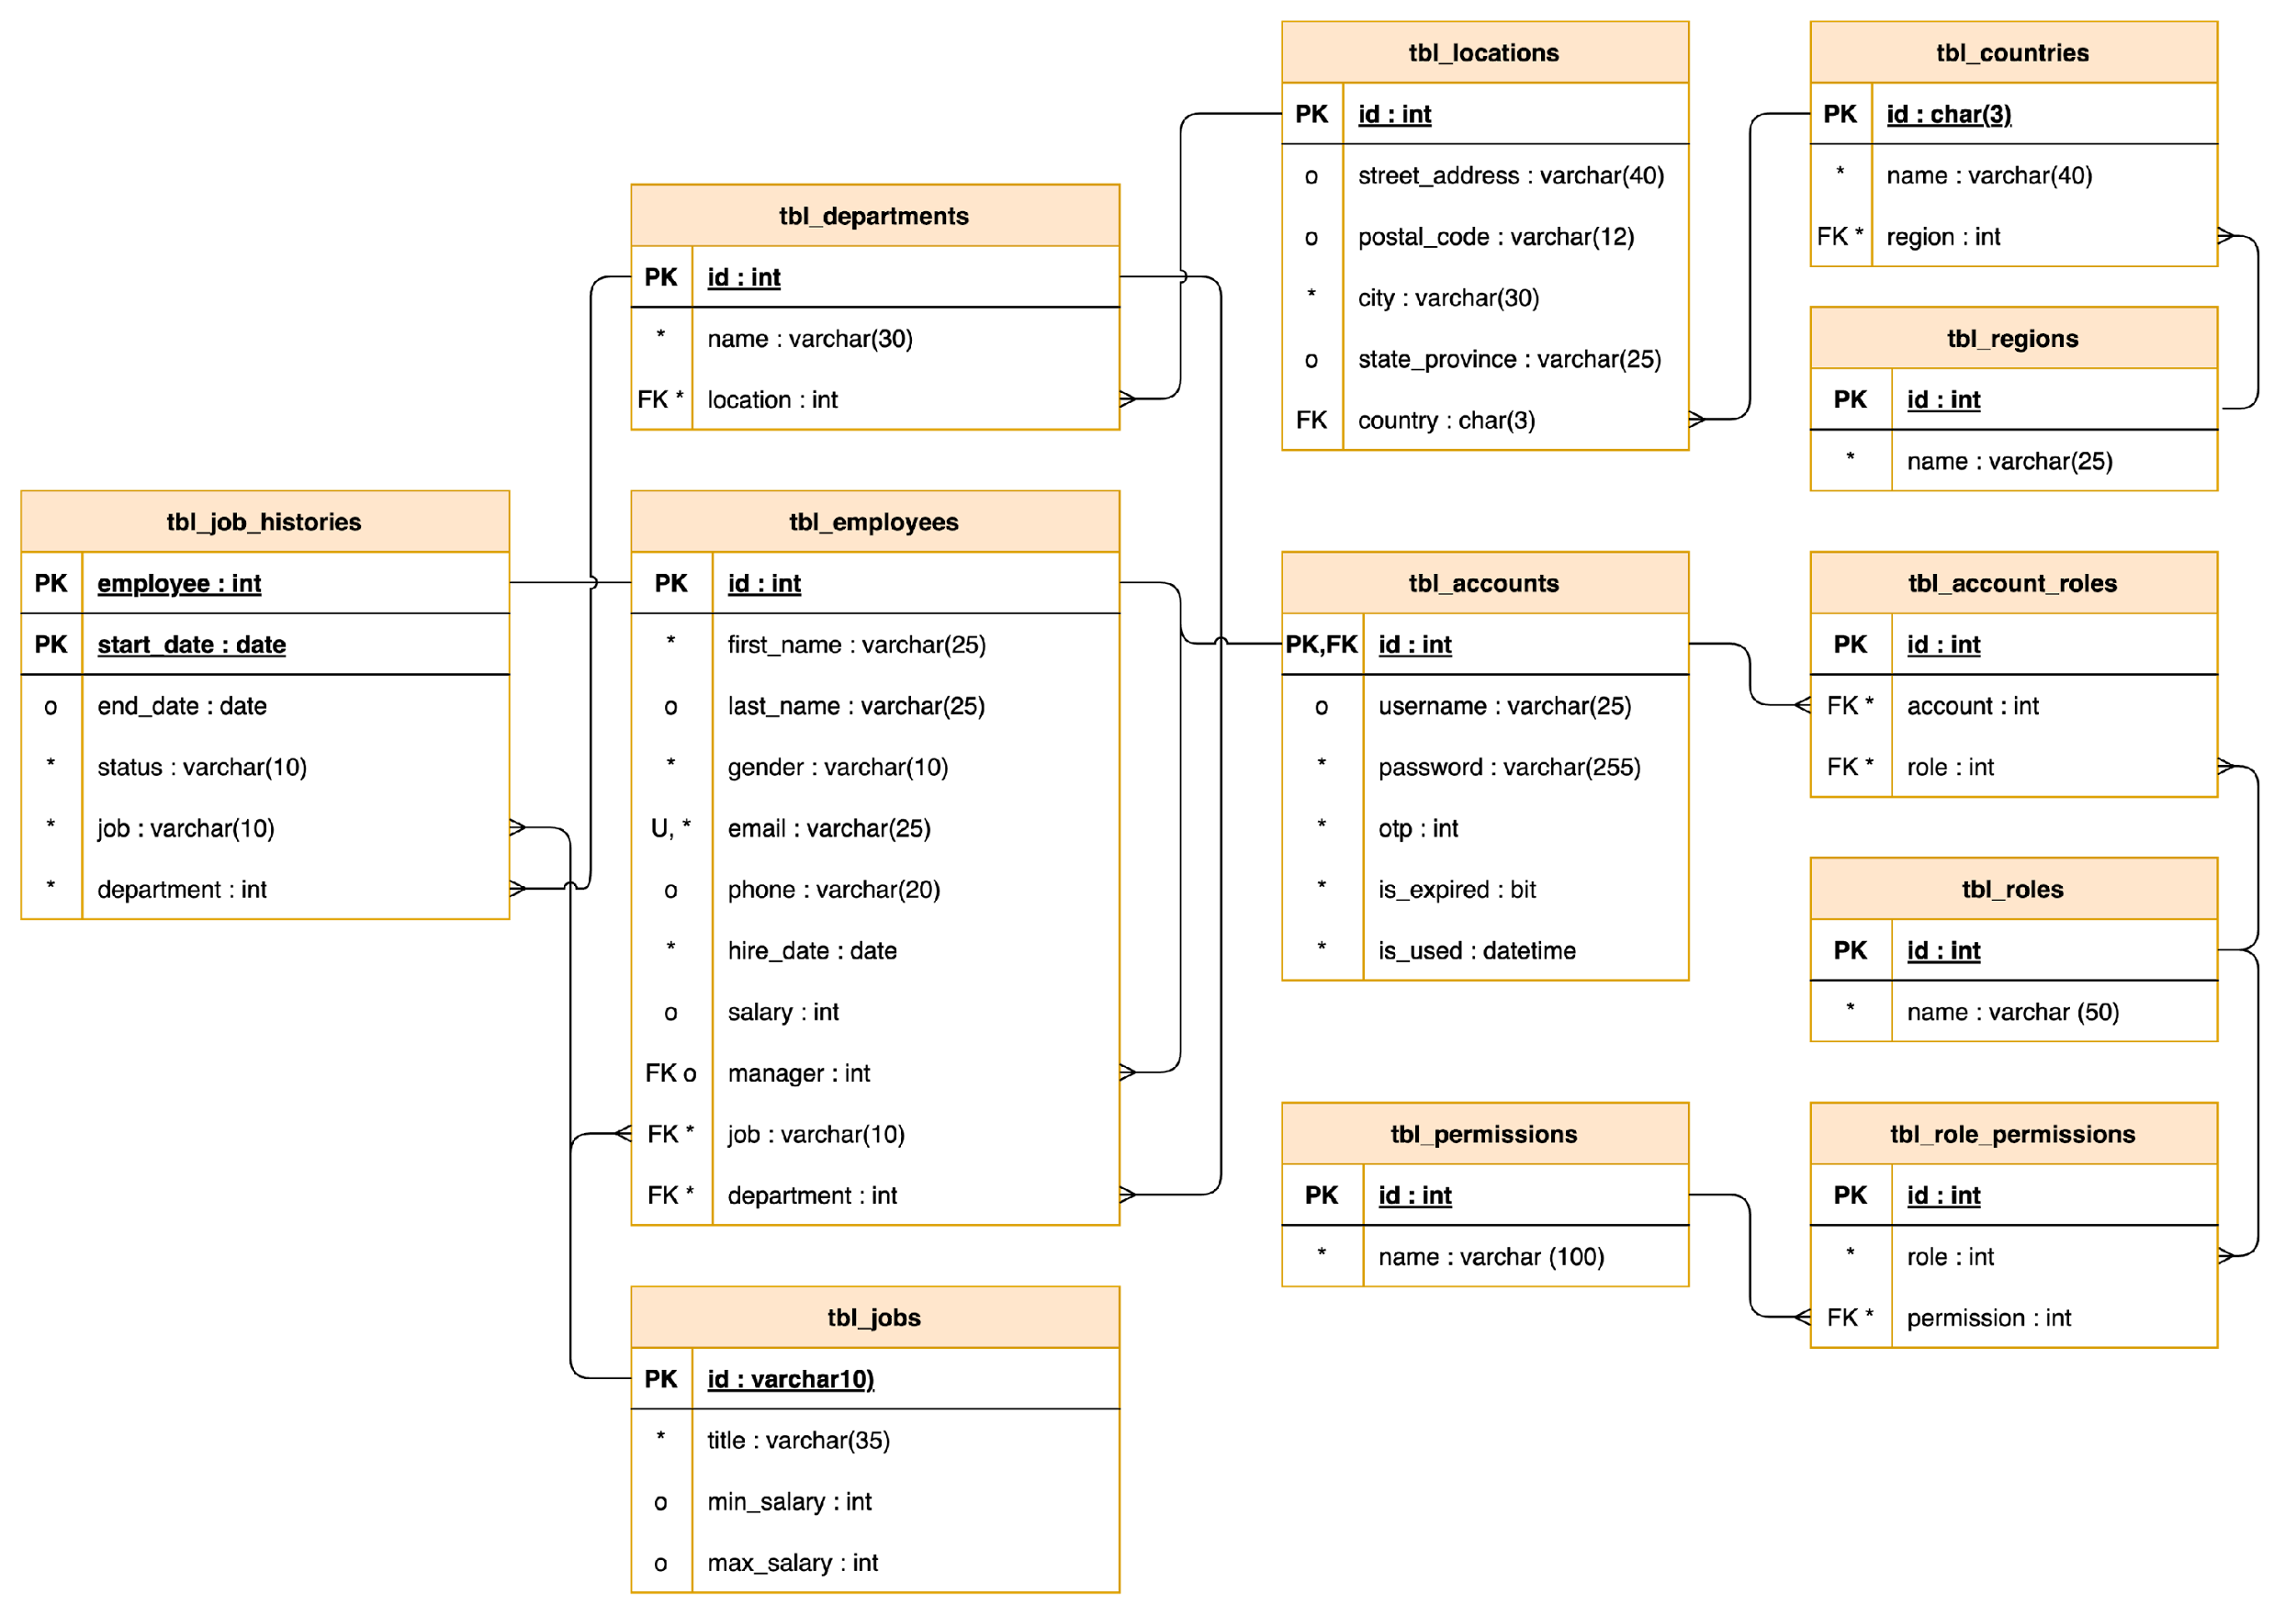 tbl_locations
PK id : int
o street_address : varchar(40)
o postal_code : varchar(12)
* city : varchar(30)
o state_province : varchar(25)
FK country : char(3)
tbl_countries
PK id : char(3)
* name : varchar(40)
FK * region : int
tbl_departments
PK id : int
* name : varchar(30)
FK * location : int
tbl_regions
PK id : int
* name : varchar(25)
tbl_job_histories
PK employee : int
PK start_date : date
o end_date : date
* status : varchar(10)
* job : varchar(10)
* department : int
tbl_employees
PK id : int
* first_name : varchar(25)
o last_name : varchar(25)
* gender : varchar(10)
U, * email : varchar(25)
o phone : varchar(20)
* hire_date : date
o salary : int
FK o manager : int
FK * job : varchar(10)
FK * department : int
tbl_accounts
PK,FK id : int
o username : varchar(25)
* password : varchar(255)
* otp : int
* is_expired : bit
* is_used : datetime
tbl_account_roles
PK id : int
FK * account : int
FK * role : int
tbl_roles
PK id : int
* name : varchar (50)
tbl_permissions
PK id : int
* name : varchar (100)
tbl_role_permissions
PK id : int
* role : int
FK * permission : int
tbl_jobs
PK id : varchar10)
* title : varchar(35)
o min_salary : int
o max_salary : int